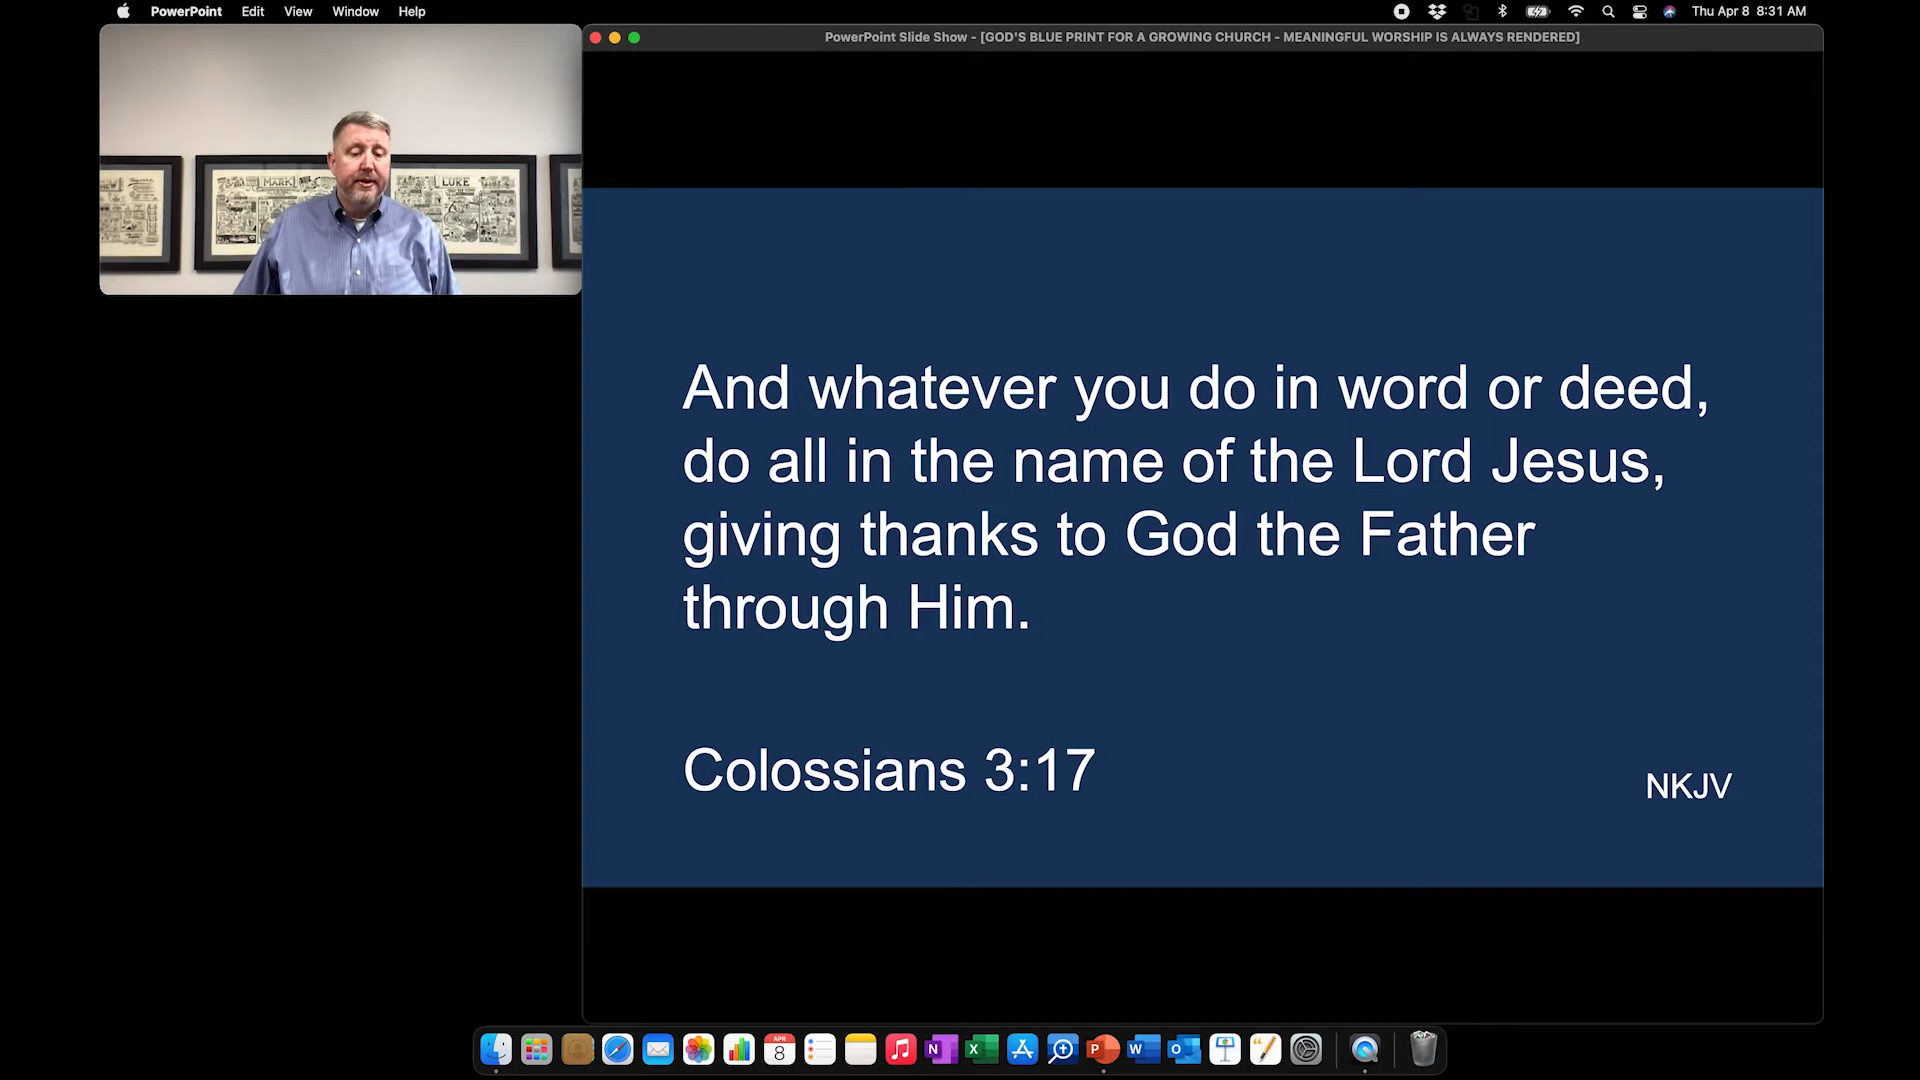 PowerPoint Edit View Window Help
Thu Apr 8 8:31 AM
PowerPoint Slide Show - [GOD'S BLUE PRINT FOR A GROWING CHURCH - MEANINGFUL WORSHIP IS ALWAYS RENDERED]
MARK
LUKE
And whatever you do in word or deed,
do all in the name of the Lord Jesus,
giving thanks to God the Father
through Him.
Colossians 3:17
NKJV
APR
8
N
X
P
W
O